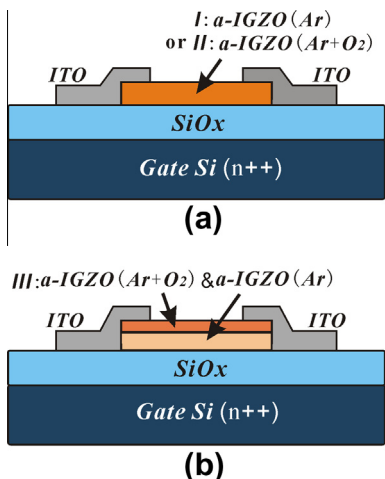 I: a-IGZO (Ar)
or II: a-IGZO (Ar+O2)
ITO ITO
SiOx
Gate Si (n++)
(a)
III: a-IGZO (Ar+O2) & a-IGZO (Ar)
ITO ITO
SiOx
Gate Si (n++)
(b)